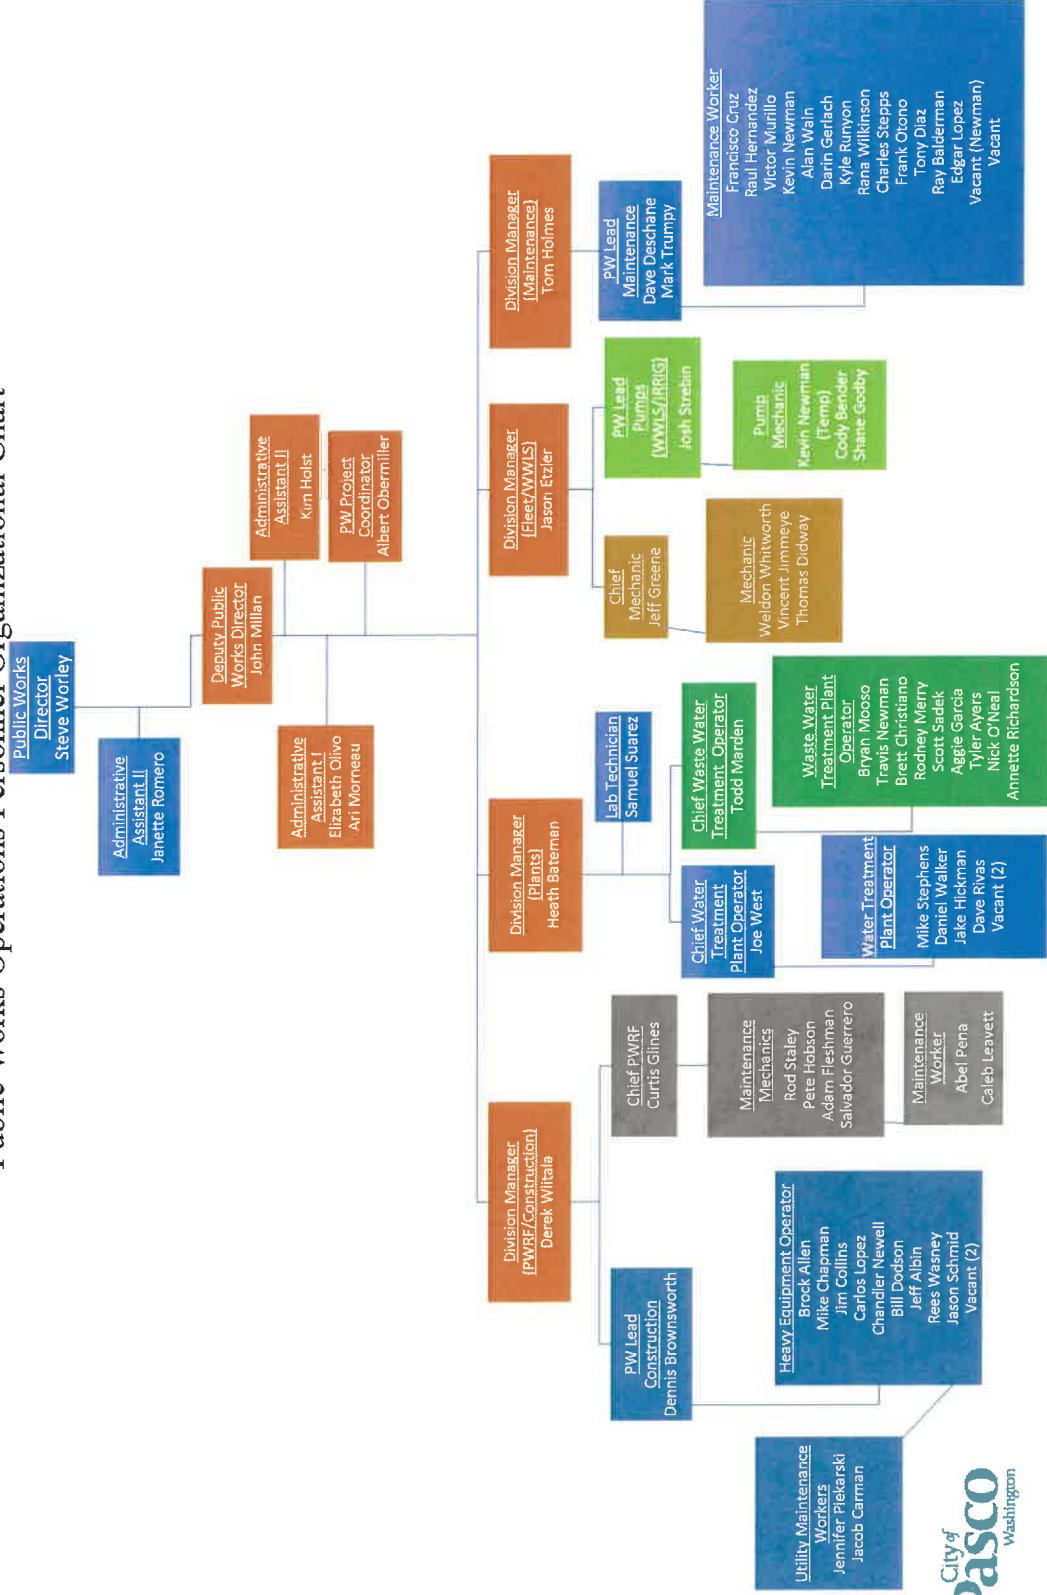 Public Works Operations Personnel Organizational Chart
Public Works
Director
Steve Worley
Administrative
Assistant II
Janette Romero
Deputy Public
Works Director
John Millan
Administrative
Assistant II
Kim Holst
PW Project
Coordinator
Albert Obermiller
Administrative
Assistant I
Elizabeth Olivo
Ari Morneau
Division Manager
(PWRF/Construction)
Derek Wiitala
PW Lead
Construction
Dennis Brownsworth
Heavy Equipment Operator
Brock Allen
Mike Chapman
Jim Collins
Carlos Lopez
Chandler Newell
Bill Dodson
Jeff Albin
Rees Wasney
Jason Schmid
Vacant (2)
Utility Maintenance
Workers
Jennifer Piekarski
Jacob Carman
Chief PWRF
Curtis Glines
Maintenance
Mechanics
Rod Staley
Pete Hobson
Adam Fleshman
Salvador Guerrero
Maintenance
Worker
Abel Pena
Caleb Leavett
Division Manager
(Plants)
Heath Bateman
Lab Technician
Samuel Suarez
Chief Water
Treatment
Plant Operator
Joe West
Water Treatment
Plant Operator
Mike Stephens
Daniel Walker
Jake Hickman
Dave Rivas
Vacant (2)
Chief Waste Water
Treatment Operator
Todd Marden
Waste Water
Treatment Plant
Operator
Bryan Mooso
Travis Newman
Brett Christiano
Rodney Merry
Scott Sadek
Aggie Garcia
Tyler Ayers
Nick O'Neal
Annette Richardson
Division Manager
(Fleet/WWLS)
Jason Etzler
Chief
Mechanic
Jeff Greene
Mechanic
Weldon Whitworth
Vincent Jimmeye
Thomas Didway
PW Lead
Pumps
(WWLS/IRRIG)
Josh Strebin
Pump
Mechanic
Kevin Newman
(Temp)
Cody Bender
Shane Godby
Division Manager
(Maintenance)
Tom Holmes
PW Lead
Maintenance
Dave Deschane
Mark Trumpy
Maintenance Worker
Francisco Cruz
Raul Hernandez
Victor Murillo
Kevin Newman
Alan Waln
Darin Gerlach
Kyle Runyon
Rana Wilkinson
Charles Stepps
Frank Otono
Tony Diaz
Ray Balderman
Edgar Lopez
Vacant (Newman)
Vacant
City of
Pasco
Washington